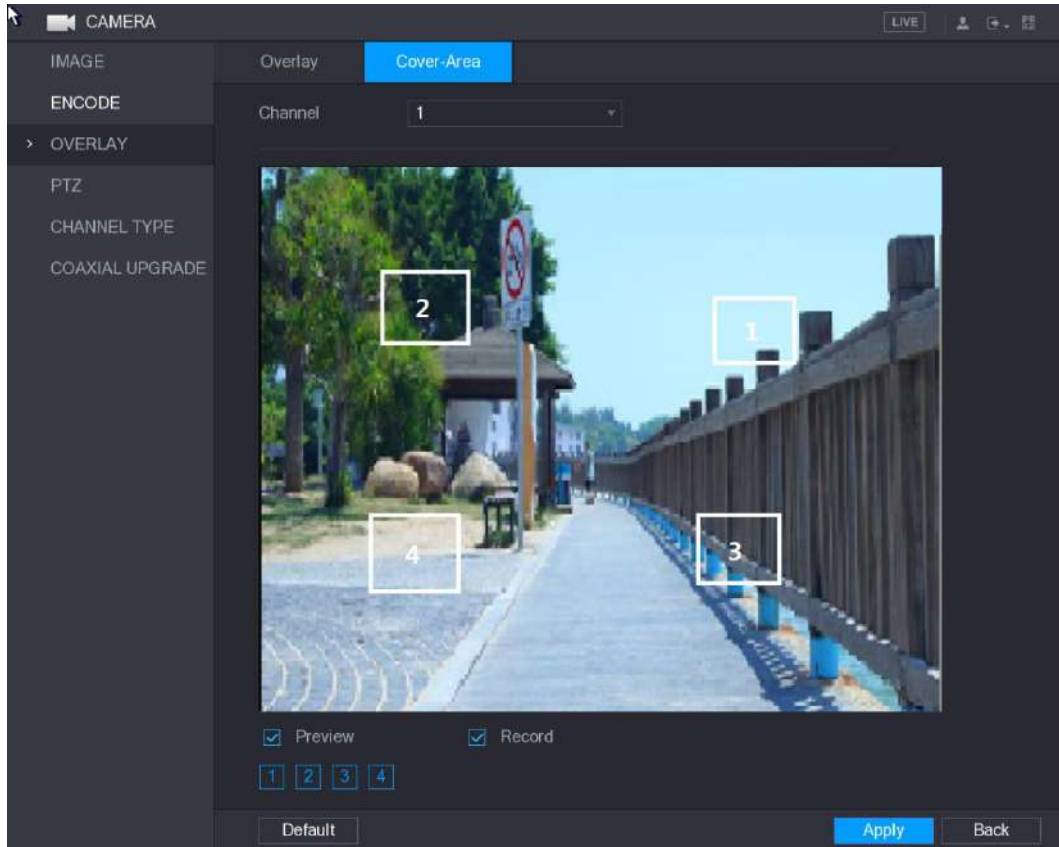 CAMERA LIVE
IMAGE
ENCODE
OVERLAY
PTZ
CHANNEL TYPE
COAXIAL UPGRADE
Overlay Cover-Area
Channel 1
2
1
4
3
Preview Record
1 2 3 4
Default Apply Back